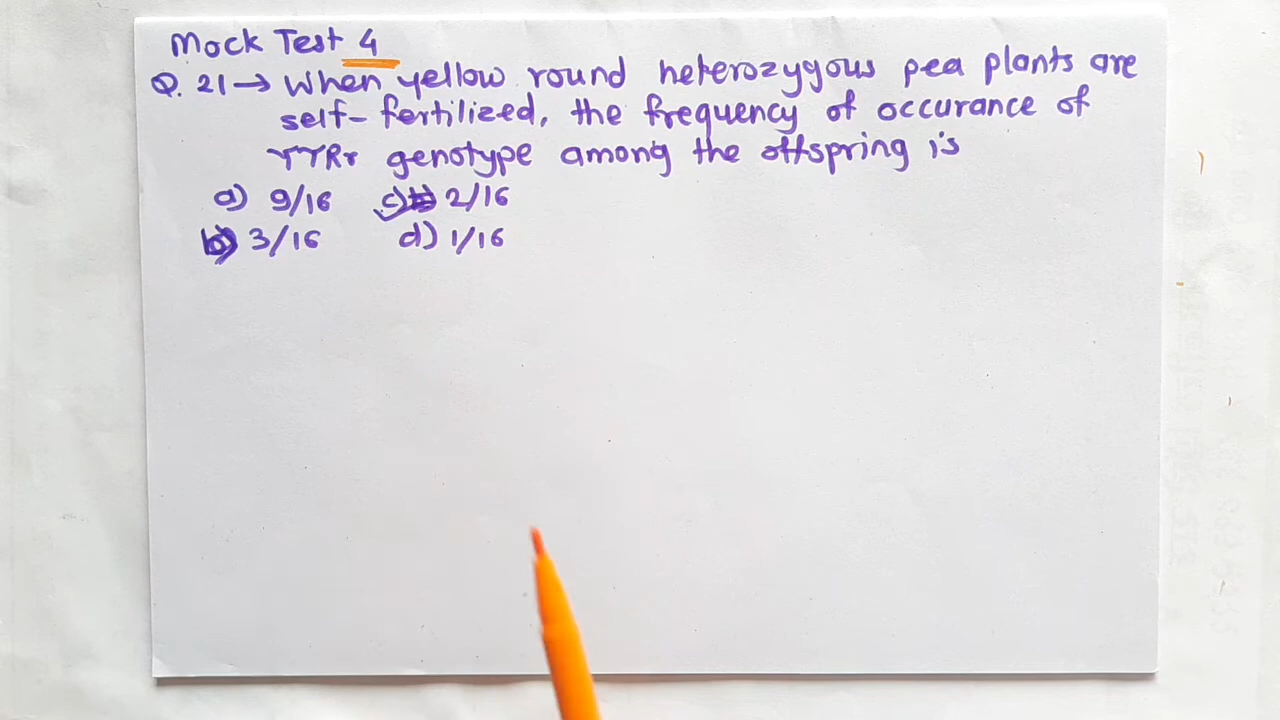 Mock Test 4
Q. 21 → When yellow round heterozygous pea plants are
self-fertilized, the frequency of occurance of
YYRr genotype among the offspring is
a) 9/16 c) 2/16
b) 3/16 d) 1/16